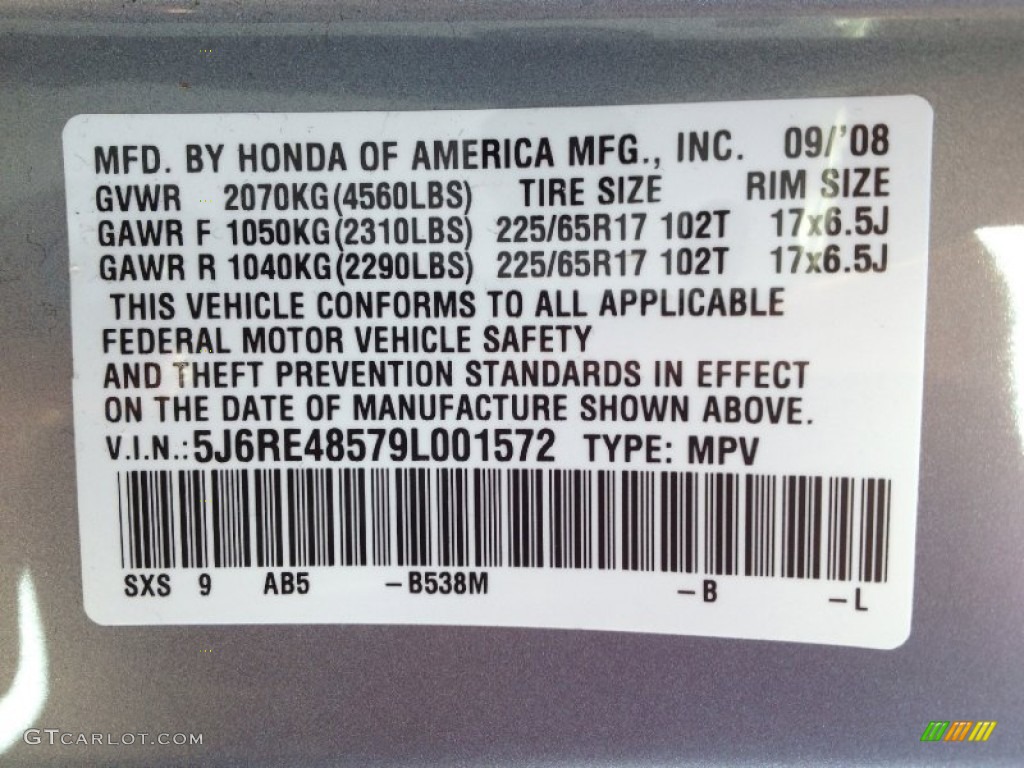 MFD. BY HONDA OF AMERICA MFG., INC. 09/'08
GVWR 2070KG(4560LBS) TIRE SIZE RIM SIZE
GAWR F 1050KG(2310LBS) 225/65R17 102T 17x6.5J
GAWR R 1040KG(2290LBS) 225/65R17 102T 17x6.5J
THIS VEHICLE CONFORMS TO ALL APPLICABLE
FEDERAL MOTOR VEHICLE SAFETY
AND THEFT PREVENTION STANDARDS IN EFFECT
ON THE DATE OF MANUFACTURE SHOWN ABOVE.
V.I.N.:5J6RE48579L001572 TYPE: MPV
SXS 9 AB5 –B538M –B –L
GTCARLOT.COM